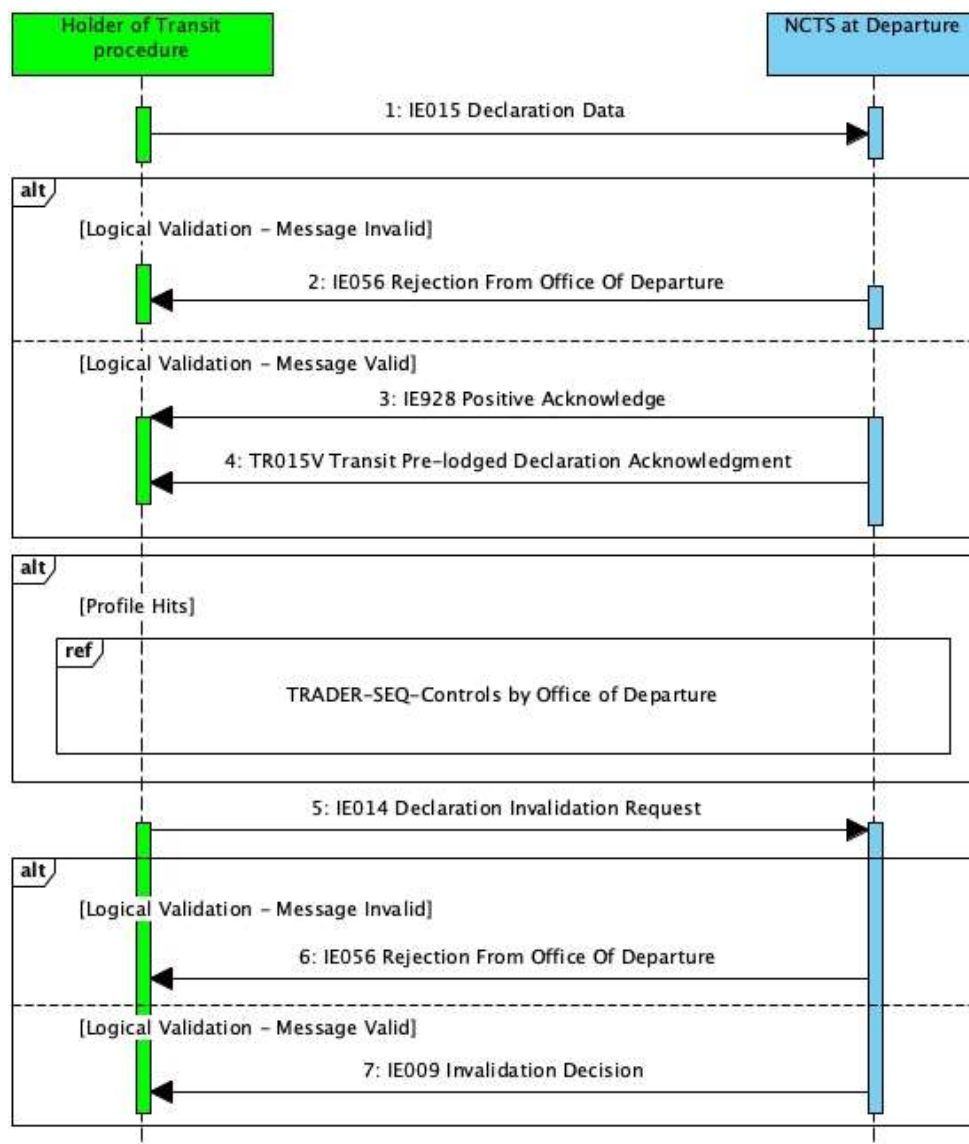 Holder of Transit
procedure
NCTS at Departure
1: IE015 Declaration Data
alt
[Logical Validation – Message Invalid]
2: IE056 Rejection From Office Of Departure
[Logical Validation – Message Valid]
3: IE928 Positive Acknowledge
4: TR015V Transit Pre-lodged Declaration Acknowledgment
alt
[Profile Hits]
ref
TRADER-SEQ-Controls by Office of Departure
5: IE014 Declaration Invalidation Request
alt
[Logical Validation – Message Invalid]
6: IE056 Rejection From Office Of Departure
[Logical Validation – Message Valid]
7: IE009 Invalidation Decision